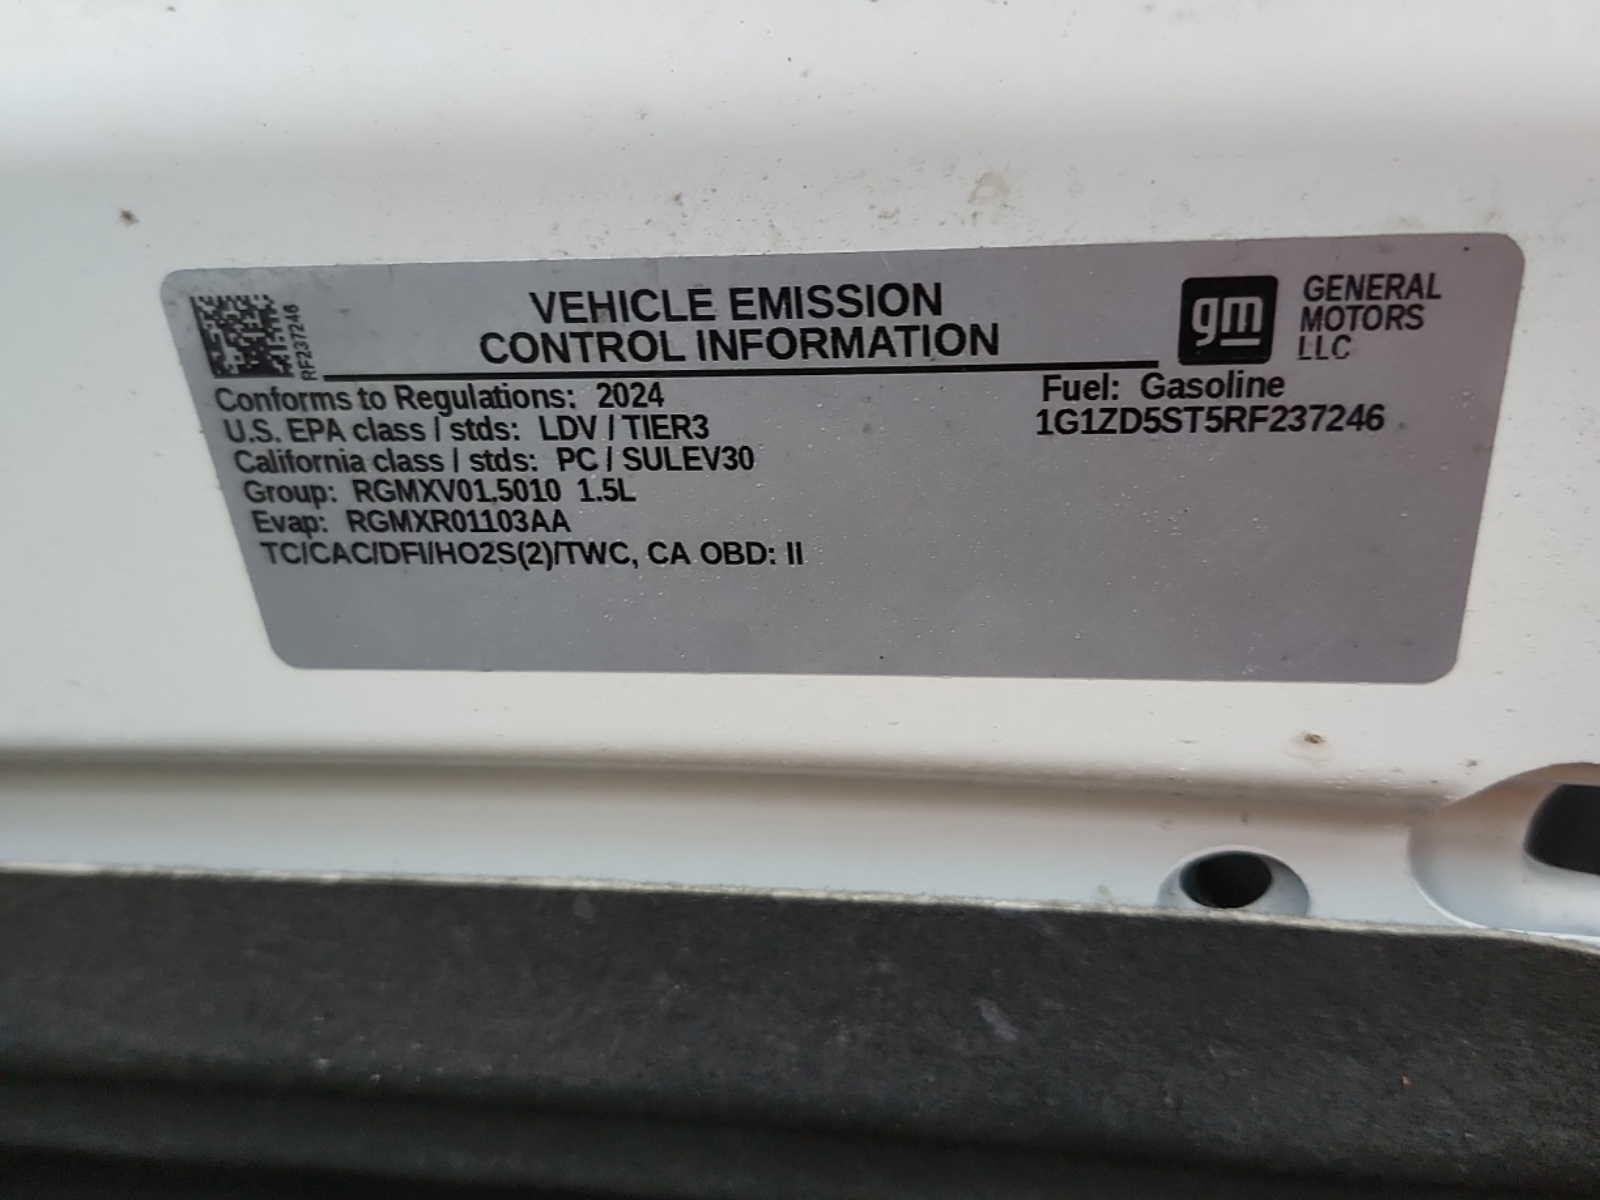 RF237246
VEHICLE EMISSION
CONTROL INFORMATION
gm
GENERAL
MOTORS
LLC
Conforms to Regulations: 2024
U.S. EPA class / stds: LDV / TIER3
California class / stds: PC / SULEV30
Group: RGMXV01.5010 1.5L
Evap: RGMXR01103AA
TC/CAC/DFI/HO2S(2)/TWC, CA OBD: II
Fuel: Gasoline
1G1ZD5ST5RF237246